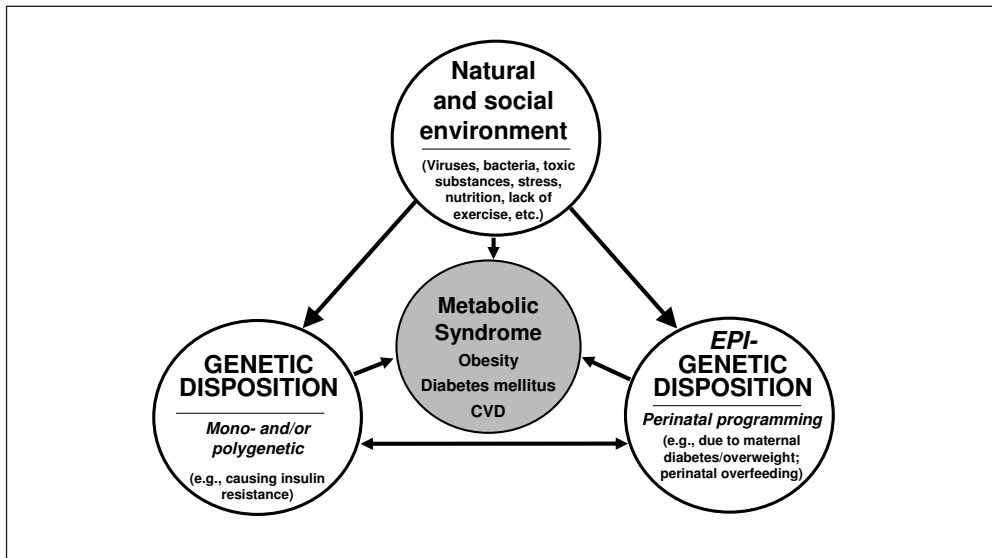 Natural
and social
environment
(Viruses, bacteria, toxic
substances, stress,
nutrition, lack of
exercise, etc.)
Metabolic
Syndrome
Obesity
Diabetes mellitus
CVD
GENETIC
DISPOSITION
Mono- and/or
polygenetic
(e.g., causing insulin
resistance)
EPI-
GENETIC
DISPOSITION
Perinatal programming
(e.g., due to maternal
diabetes/overweight;
perinatal overfeeding)